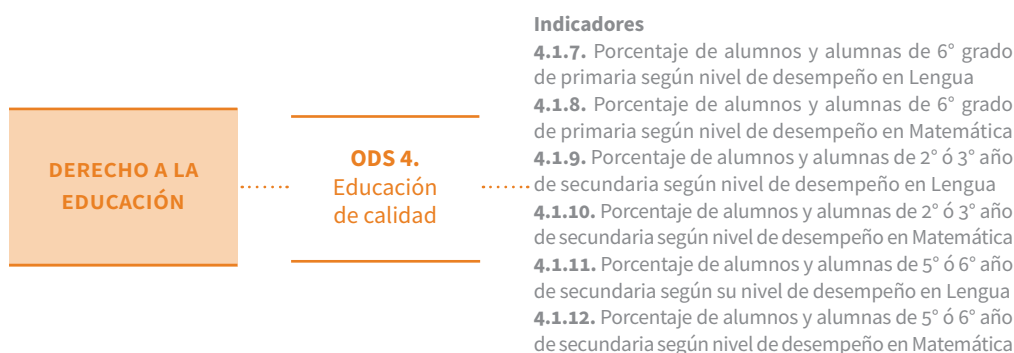 DERECHO A LA
EDUCACIÓN
ODS 4.
Educación
de calidad
Indicadores
4.1.7. Porcentaje de alumnos y alumnas de 6° grado
de primaria según nivel de desempeño en Lengua
4.1.8. Porcentaje de alumnos y alumnas de 6° grado
de primaria según nivel de desempeño en Matemática
4.1.9. Porcentaje de alumnos y alumnas de 2° ó 3° año
de secundaria según nivel de desempeño en Lengua
4.1.10. Porcentaje de alumnos y alumnas de 2° ó 3° año
de secundaria según nivel de desempeño en Matemática
4.1.11. Porcentaje de alumnos y alumnas de 5° ó 6° año
de secundaria según su nivel de desempeño en Lengua
4.1.12. Porcentaje de alumnos y alumnas de 5° ó 6° año
de secundaria según nivel de desempeño en Matemática